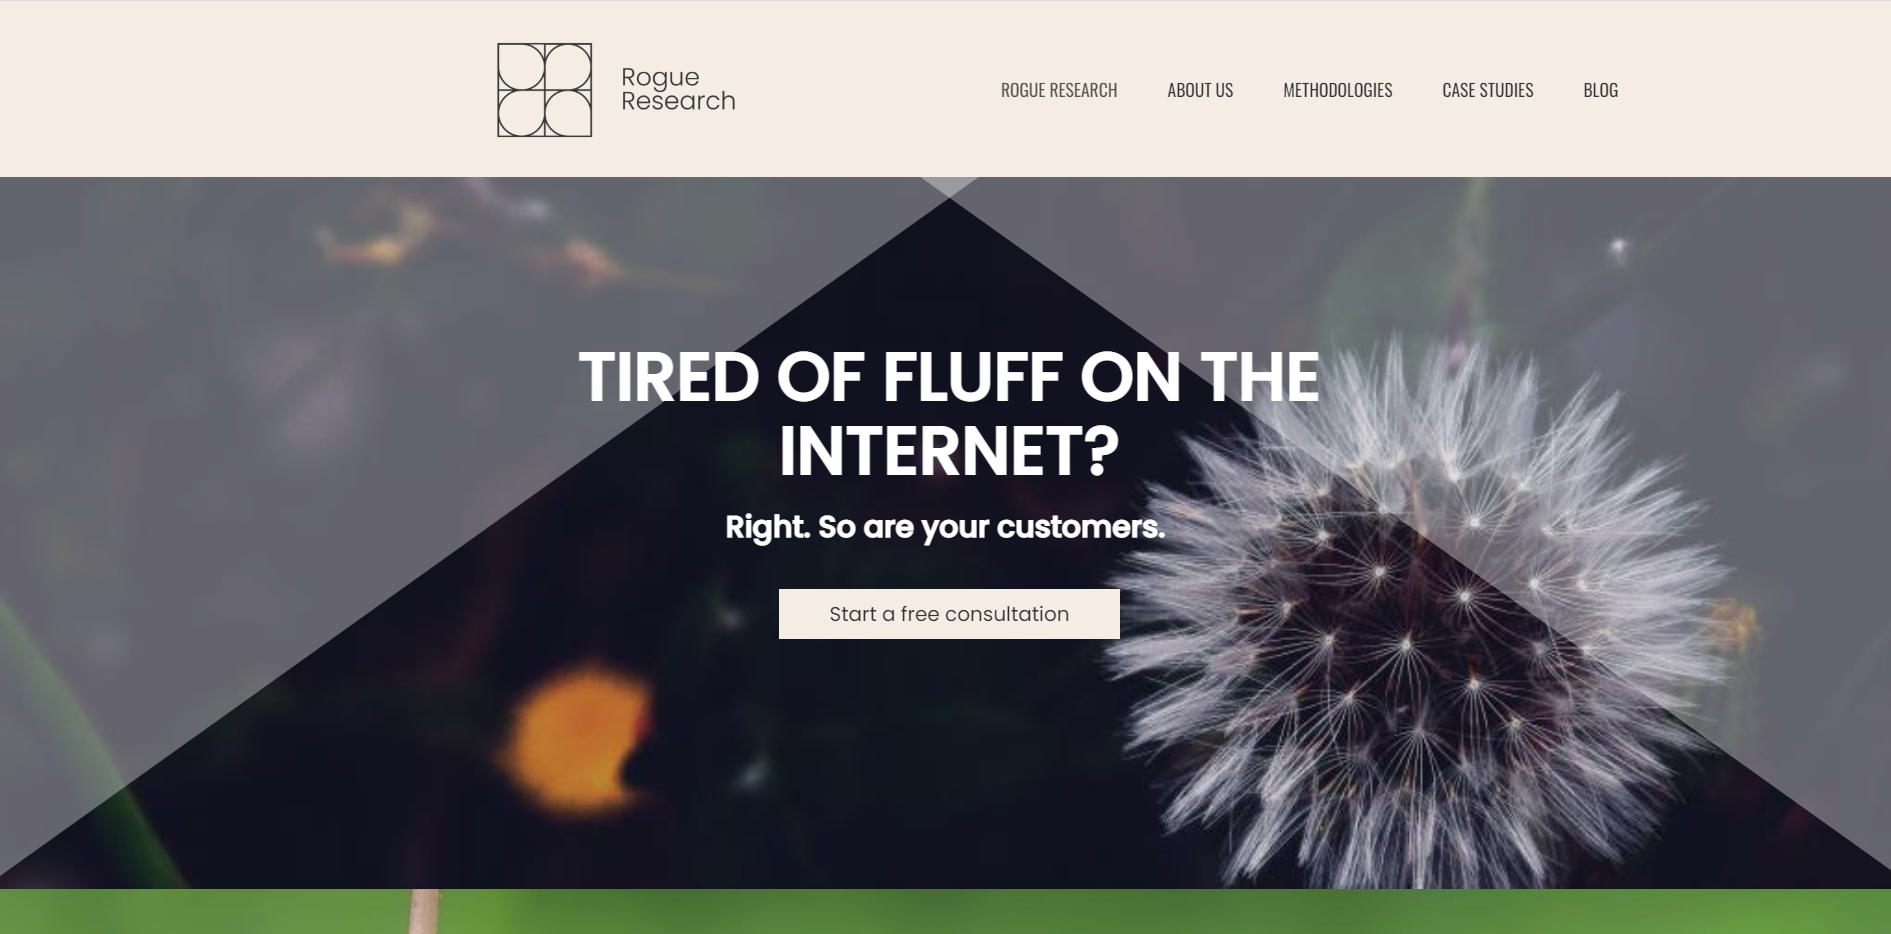 Rogue
Research
ROGUE RESEARCH ABOUT US METHODOLOGIES CASE STUDIES BLOG
TIRED OF FLUFF ON THE
INTERNET?
Right. So are your customers.
Start a free consultation